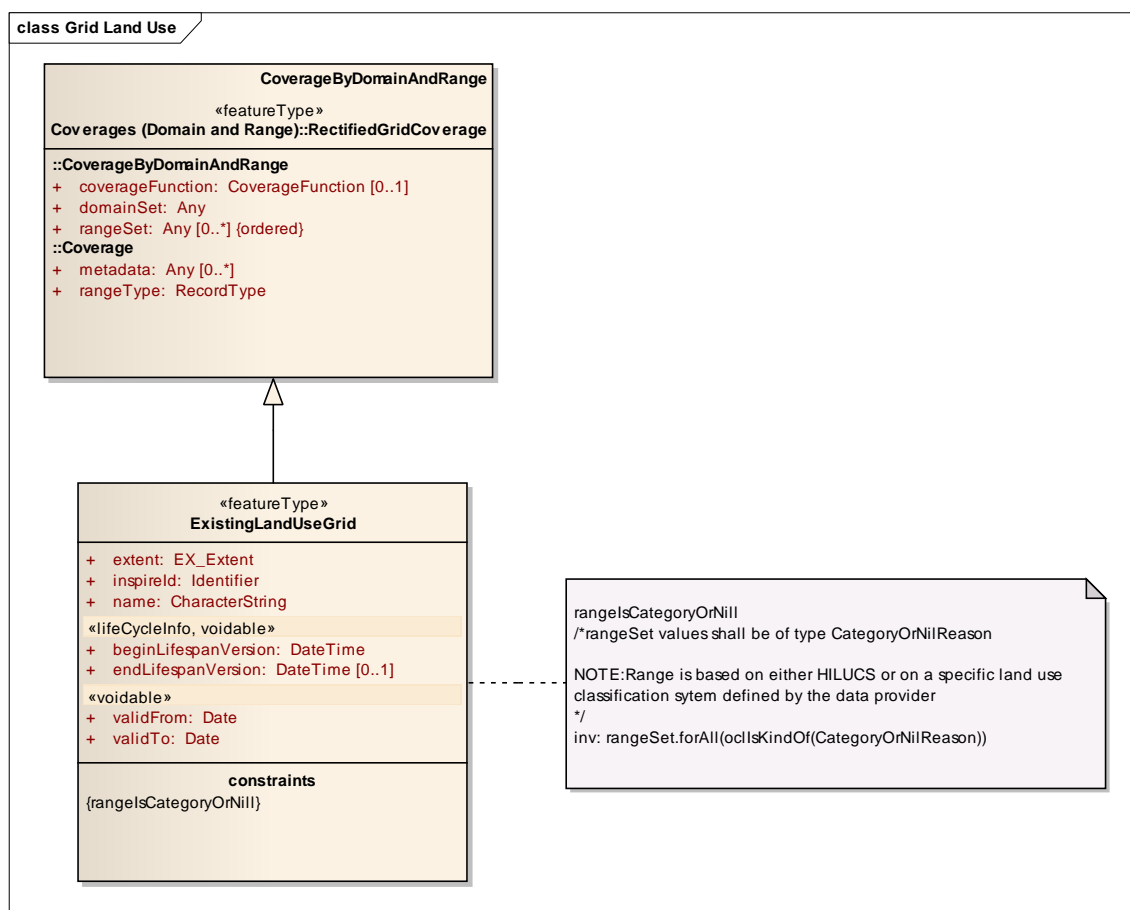 class Grid Land Use
CoverageByDomainAndRange
«featureType»
Coverages (Domain and Range)::RectifiedGridCoverage
::CoverageByDomainAndRange
+ coverageFunction: CoverageFunction [0..1]
+ domainSet: Any
+ rangeSet: Any [0..*] {ordered}
::Coverage
+ metadata: Any [0..*]
+ rangeType: RecordType
«featureType»
ExistingLandUseGrid
+ extent: EX_Extent
+ inspireId: Identifier
+ name: CharacterString
«lifeCycleInfo, voidable»
+ beginLifespanVersion: DateTime
+ endLifespanVersion: DateTime [0..1]
«voidable»
+ validFrom: Date
+ validTo: Date
constraints
{rangeIsCategoryOrNill}
rangeIsCategoryOrNill
/*rangeSet values shall be of type CategoryOrNilReason
NOTE:Range is based on either HILUCS or on a specific land use
classification sytem defined by the data provider
*/
inv: rangeSet.forAll(oclIsKindOf(CategoryOrNilReason))